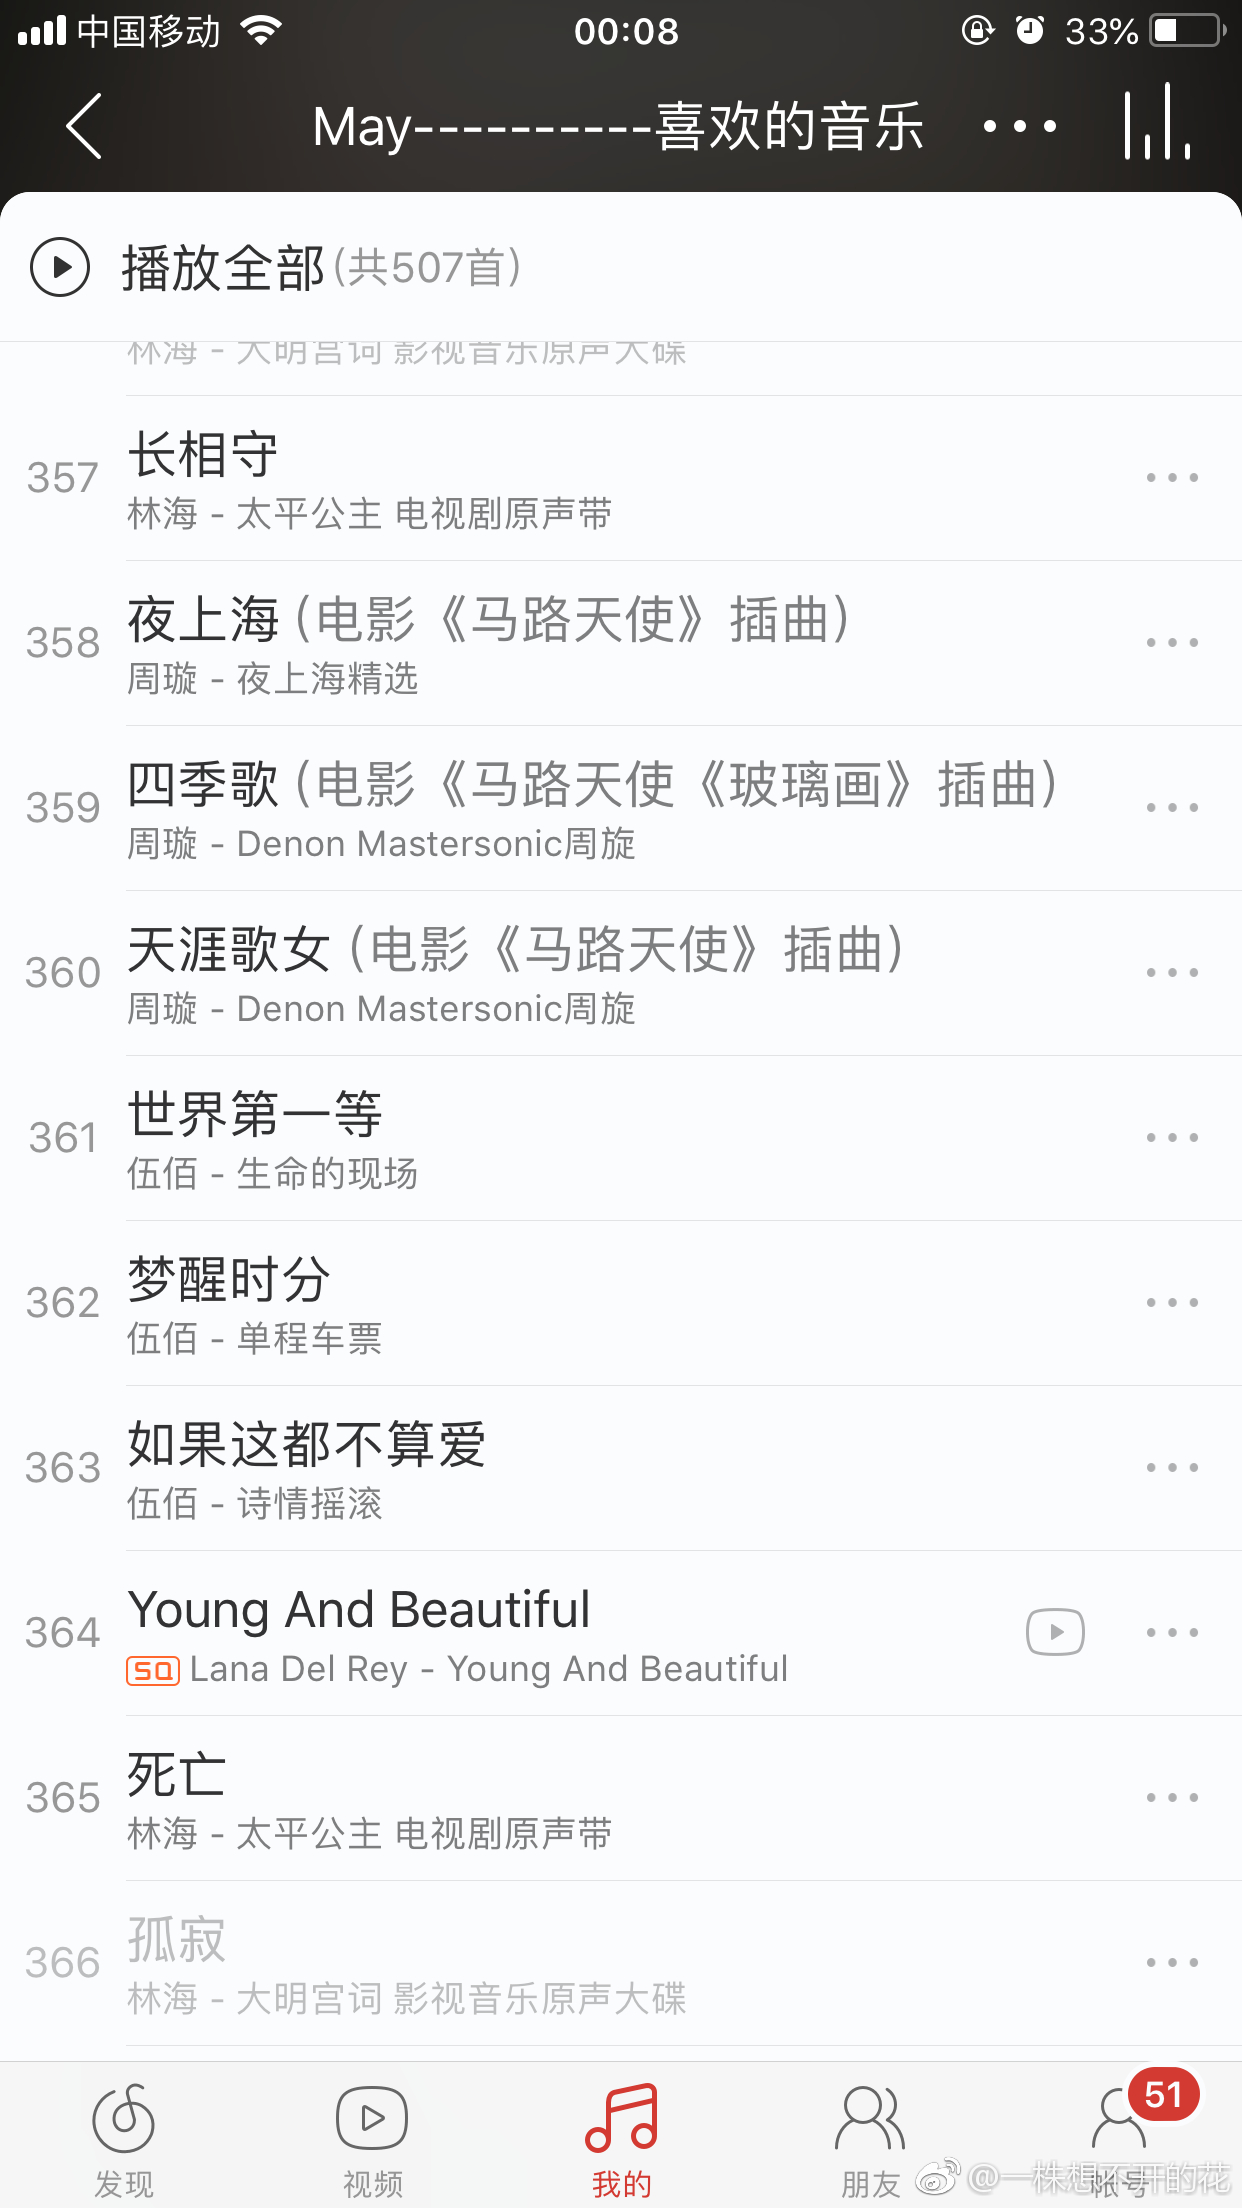 中国移动 00:08 33%
May----------喜欢的音乐
播放全部(共507首)
林海 - 大明宫词 影视音乐原声大碟
357 长相守
林海 - 太平公主 电视剧原声带
358 夜上海 (电影《马路天使》插曲)
周璇 - 夜上海精选
359 四季歌 (电影《马路天使《玻璃画》插曲)
周璇 - Denon Mastersonic周旋
360 天涯歌女 (电影《马路天使》插曲)
周璇 - Denon Mastersonic周旋
361 世界第一等
伍佰 - 生命的现场
362 梦醒时分
伍佰 - 单程车票
363 如果这都不算爱
伍佰 - 诗情摇滚
364 Young And Beautiful
SQ Lana Del Rey - Young And Beautiful
365 死亡
林海 - 太平公主 电视剧原声带
366 孤寂
林海 - 大明宫词 影视音乐原声大碟
51
发现 视频 我的 朋友 帐号
@一株想不开的花